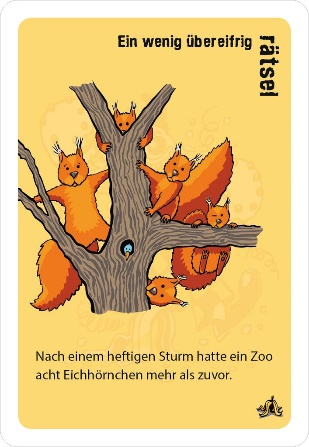 Ein wenig übereifrig
rätsel
Nach einem heftigen Sturm hatte ein Zoo
acht Eichhörnchen mehr als zuvor.